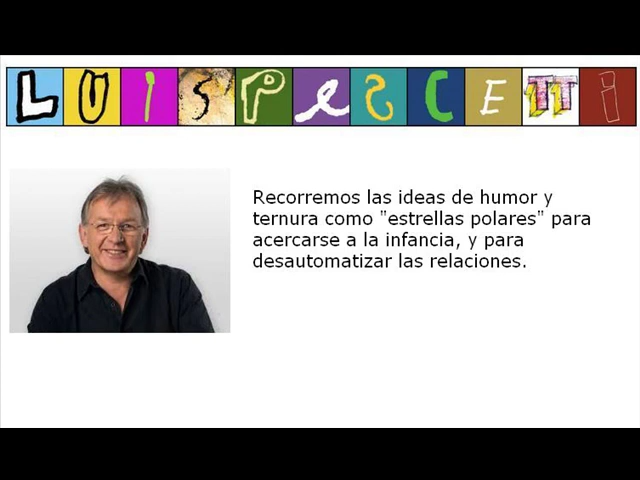 LUISPESCETTi
Recorremos las ideas de humor y
ternura como "estrellas polares" para
acercarse a la infancia, y para
desautomatizar las relaciones.